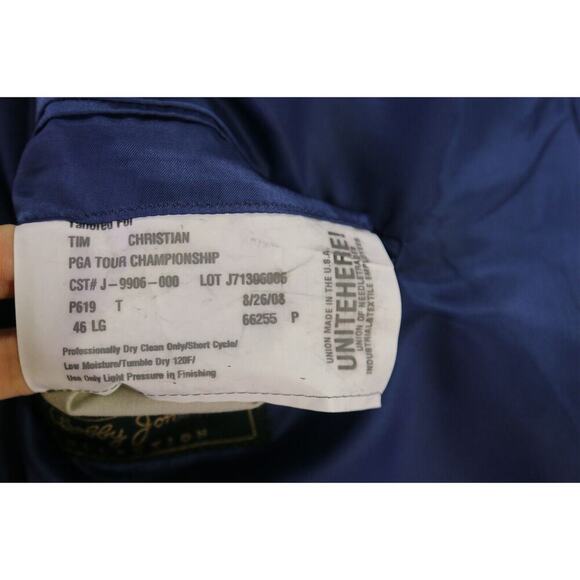 Tailored For
TIM CHRISTIAN
PGA TOUR CHAMPIONSHIP
CST# J-9906-000 LOT J71306006
P619 T 8/26/08
46 LG 66255 P
Professionally Dry Clean Only/Short Cycle/
Low Moisture/Tumble Dry 120F/
Use Only Light Pressure in Finishing
UNION MADE IN THE U.S.A.
UNITEHERE!
UNION OF NEEDLETRADES
INDUSTRIAL&TEXTILE EMPLOYEES
Bobby